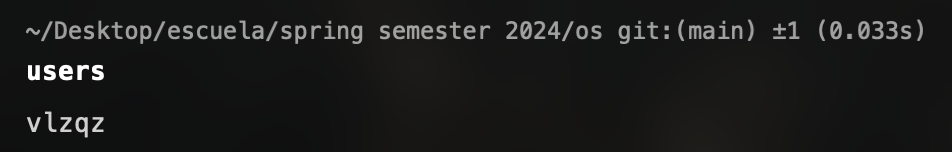 ~/Desktop/escuela/spring semester 2024/os git:(main) ±1 (0.033s)
users
vlzqz